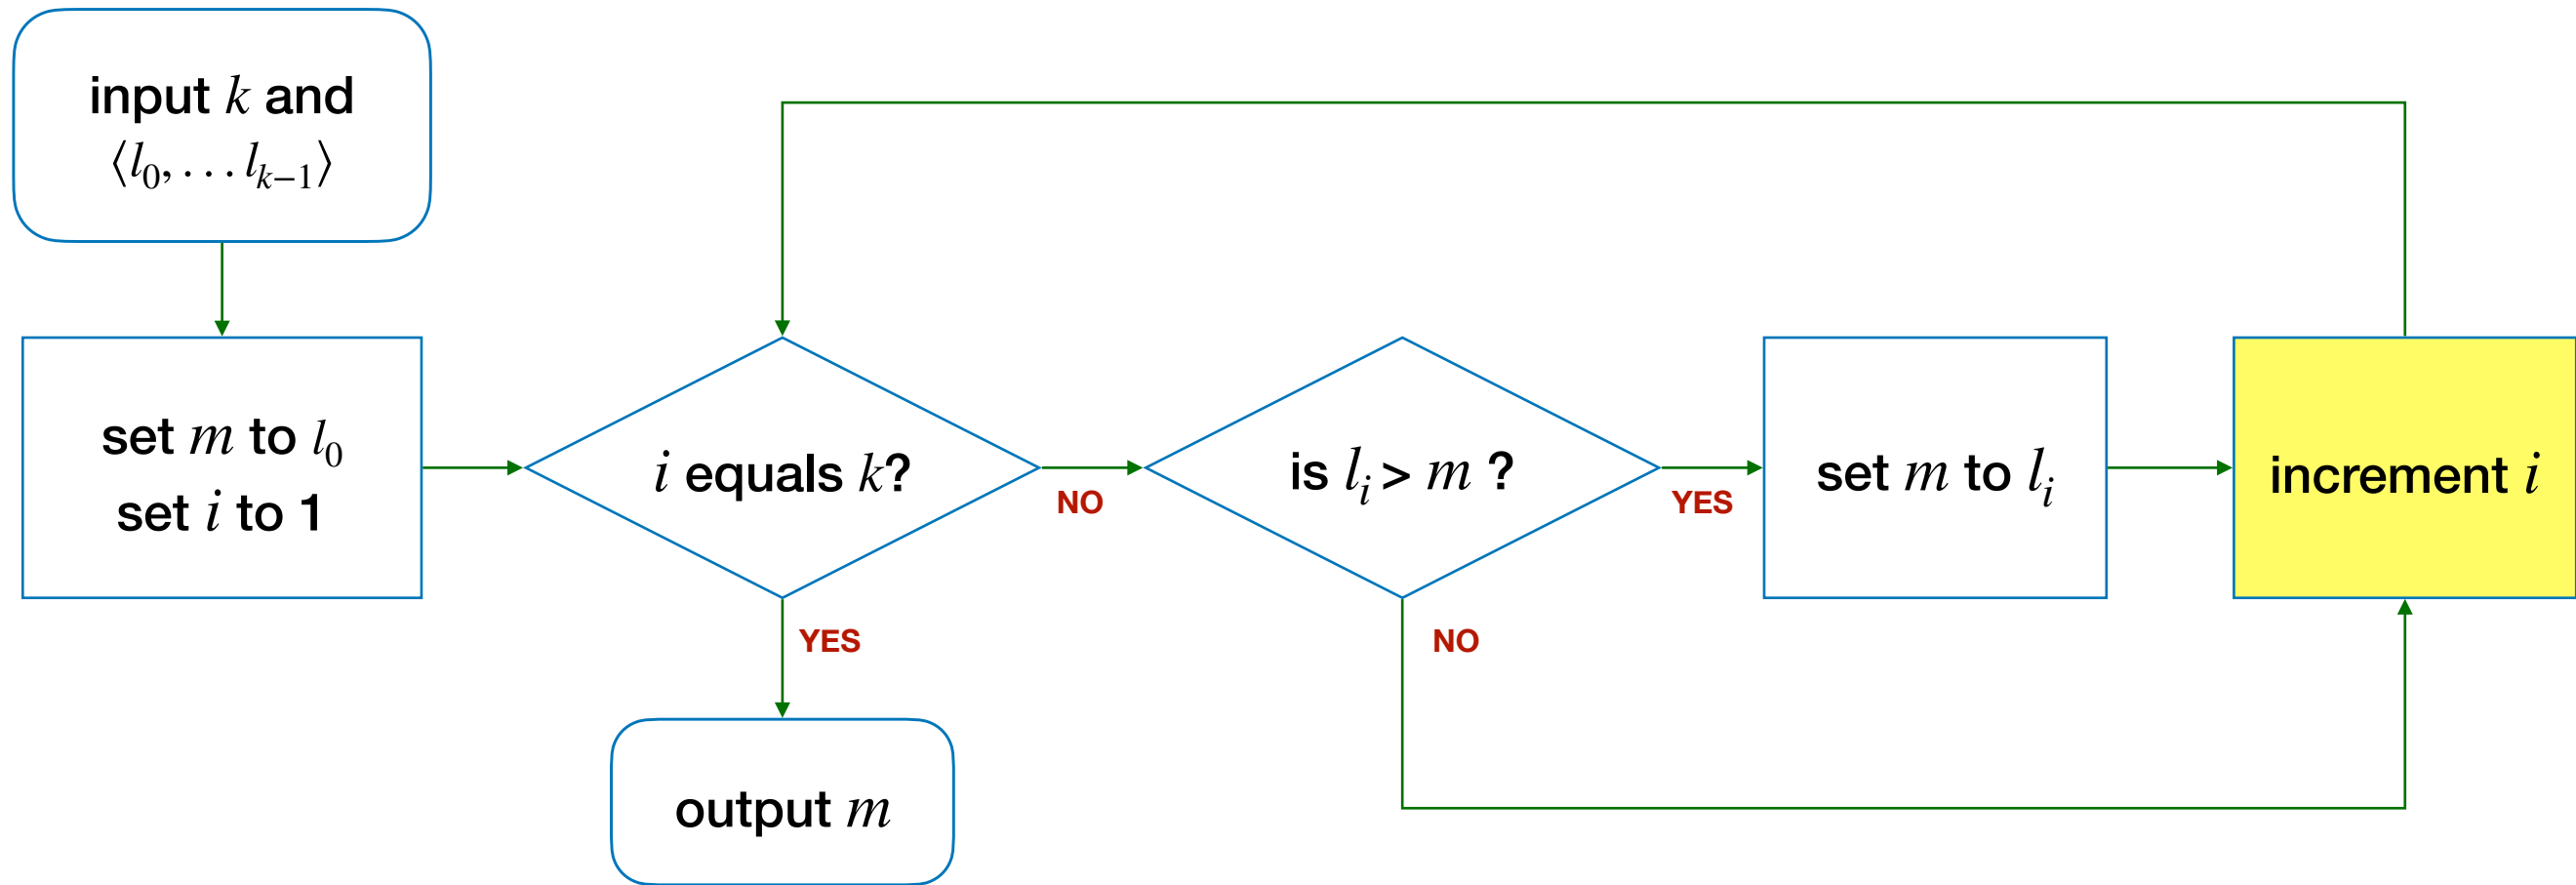 input k and
⟨l₀, … lₖ₋₁⟩
set m to l₀
set i to 1
i equals k?
NO
is lᵢ > m ?
YES
set m to lᵢ
increment i
YES
NO
output m